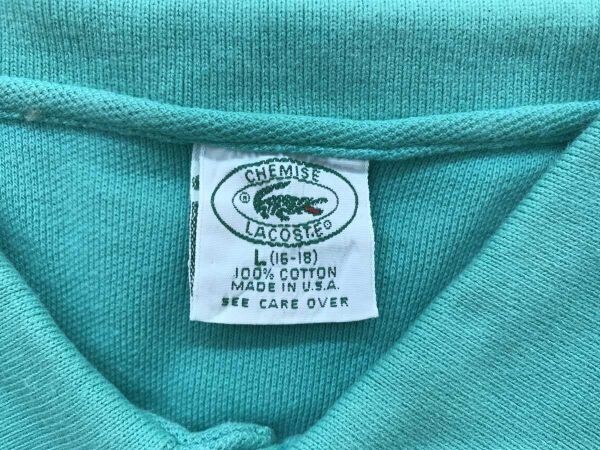 CHEMISE
®
LACOSTE®
L (16-18)
100% COTTON
MADE IN U.S.A.
SEE CARE OVER